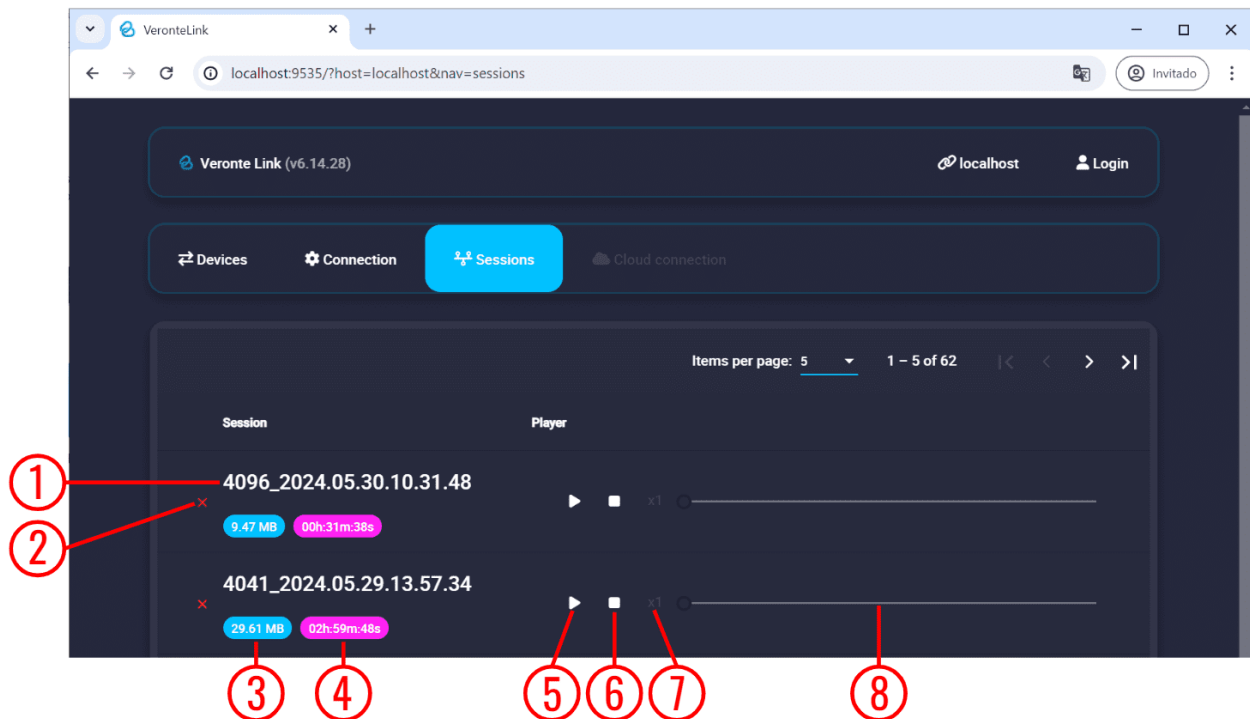 VeronteLink
localhost:9535/?host=localhost&nav=sessions
Invitado
Veronte Link (v6.14.28)
localhost
Login
Devices
Connection
Sessions
Cloud connection
Items per page: 5
1 – 5 of 62
Session
Player
1
4096_2024.05.30.10.31.48
x1
2
9.47 MB
00h:31m:38s
4041_2024.05.29.13.57.34
x1
29.61 MB
02h:59m:48s
3
4
5
6
7
8